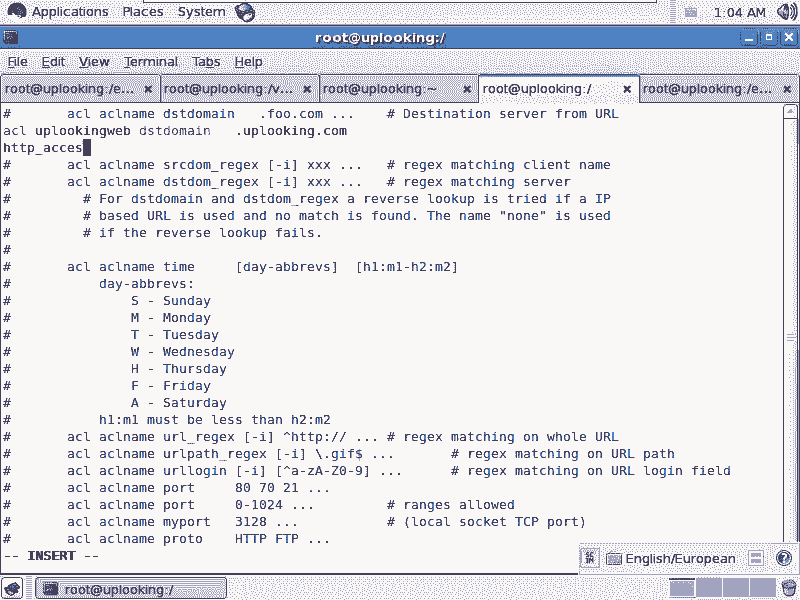 Applications Places System 1:04 AM
root@uplooking:/
File Edit View Terminal Tabs Help
root@uplooking:/e... root@uplooking:/v... root@uplooking:~ root@uplooking:/ root@uplooking:/e...
#       acl aclname dstdomain   .foo.com ...    # Destination server from URL
acl uplookingweb dstdomain   .uplooking.com
http_acces
#       acl aclname srcdom_regex [-i] xxx ...   # regex matching client name
#       acl aclname dstdom_regex [-i] xxx ...   # regex matching server
#         # For dstdomain and dstdom_regex a reverse lookup is tried if a IP
#         # based URL is used and no match is found. The name "none" is used
#         # if the reverse lookup fails.
#
#       acl aclname time     [day-abbrevs]  [h1:m1-h2:m2]
#           day-abbrevs:
#               S - Sunday
#               M - Monday
#               T - Tuesday
#               W - Wednesday
#               H - Thursday
#               F - Friday
#               A - Saturday
#           h1:m1 must be less than h2:m2
#       acl aclname url_regex [-i] ^http:// ... # regex matching on whole URL
#       acl aclname urlpath_regex [-i] \.gif$ ...       # regex matching on URL path
#       acl aclname urllogin [-i] [^a-zA-Z0-9] ...      # regex matching on URL login field
#       acl aclname port     80 70 21 ...
#       acl aclname port     0-1024 ...         # ranges allowed
#       acl aclname myport   3128 ...           # (local socket TCP port)
#       acl aclname proto    HTTP FTP ...
-- INSERT --
English/European
root@uplooking:/